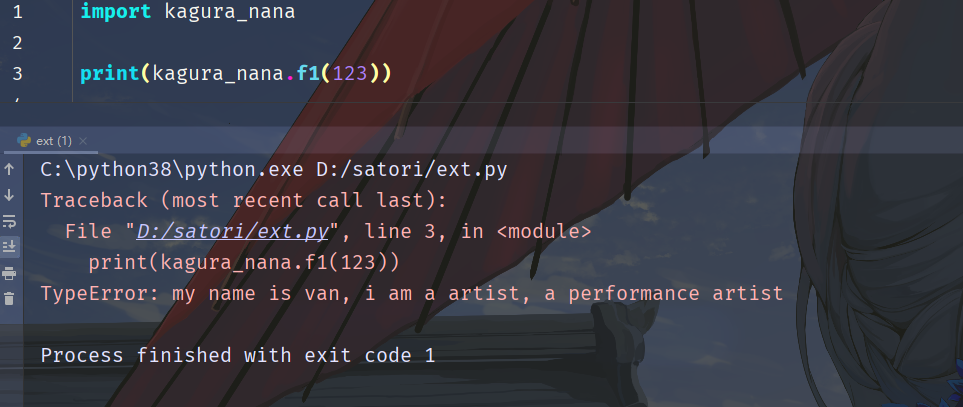 1 import kagura_nana
2
3 print(kagura_nana.f1(123))
ext (1) ×
C:\python38\python.exe D:/satori/ext.py
Traceback (most recent call last):
File "D:/satori/ext.py", line 3, in <module>
print(kagura_nana.f1(123))
TypeError: my name is van, i am a artist, a performance artist
Process finished with exit code 1